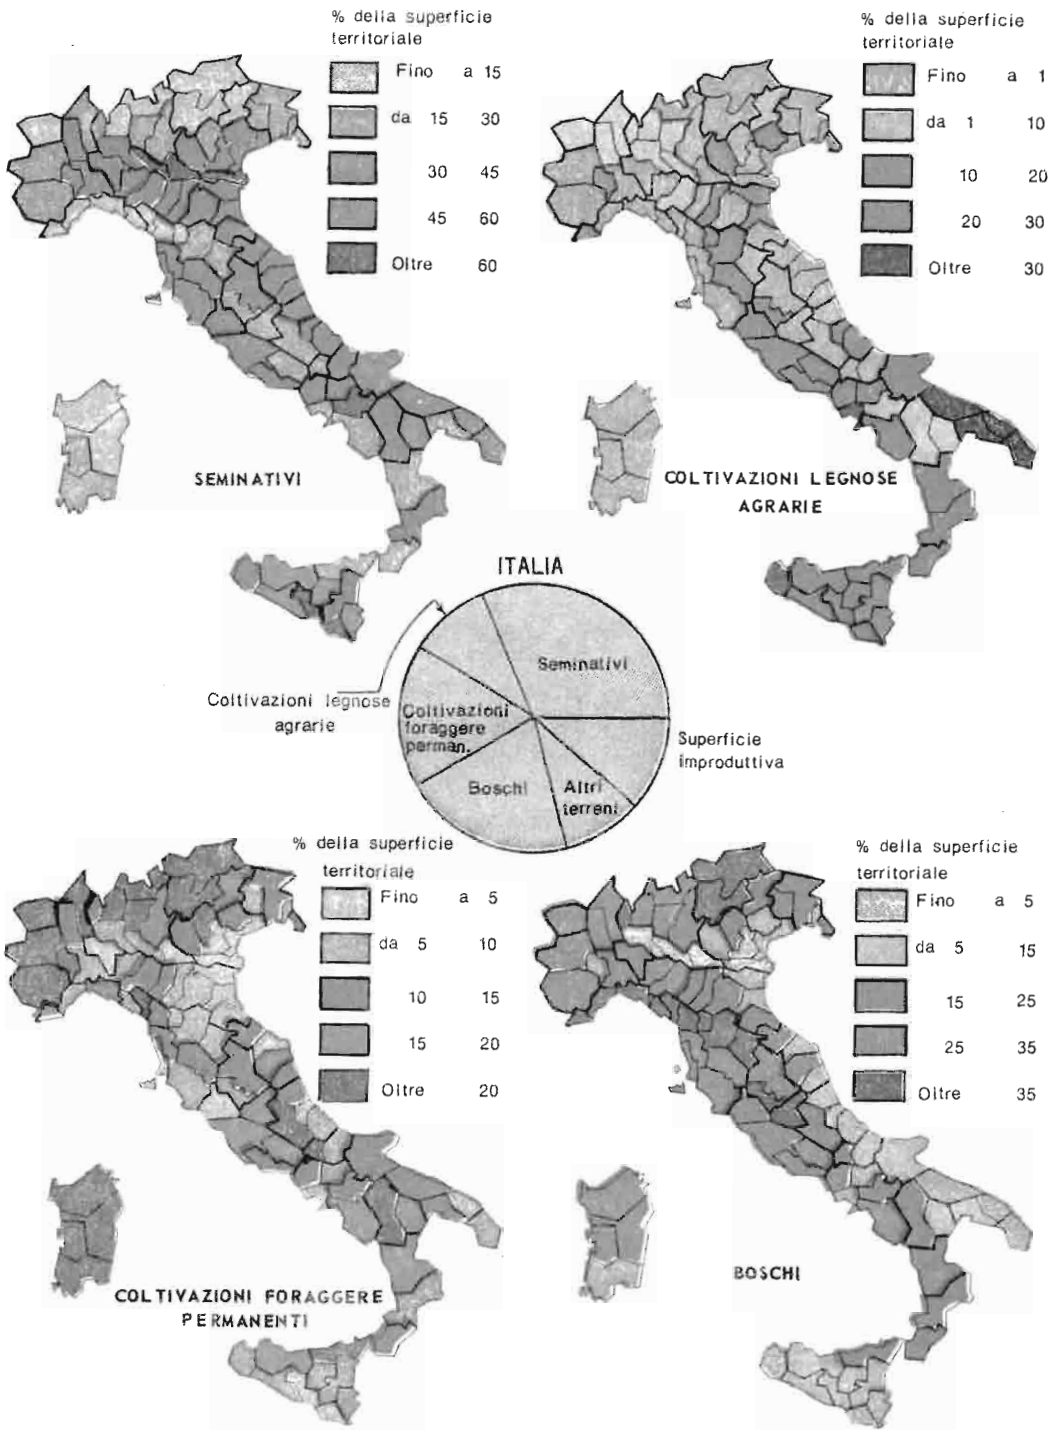 % della superficie
territoriale
Fino a 15
da 15 30
30 45
45 60
Oltre 60
SEMINATIVI
% della superficie
territoriale
Fino a 1
da 1 10
10 20
20 30
Oltre 30
COLTIVAZIONI LEGNOSE
AGRARIE
ITALIA
Seminativi
Coltivazioni legnose
agrarie
Coltivazioni
foraggere
perman.
Superficie
improduttiva
Boschi
Altri
terreni
% della superficie
territoriale
Fino a 5
da 5 10
10 15
15 20
Oltre 20
COLTIVAZIONI FORAGGERE
PERMANENTI
% della superficie
territoriale
Fino a 5
da 5 15
15 25
25 35
Oltre 35
BOSCHI